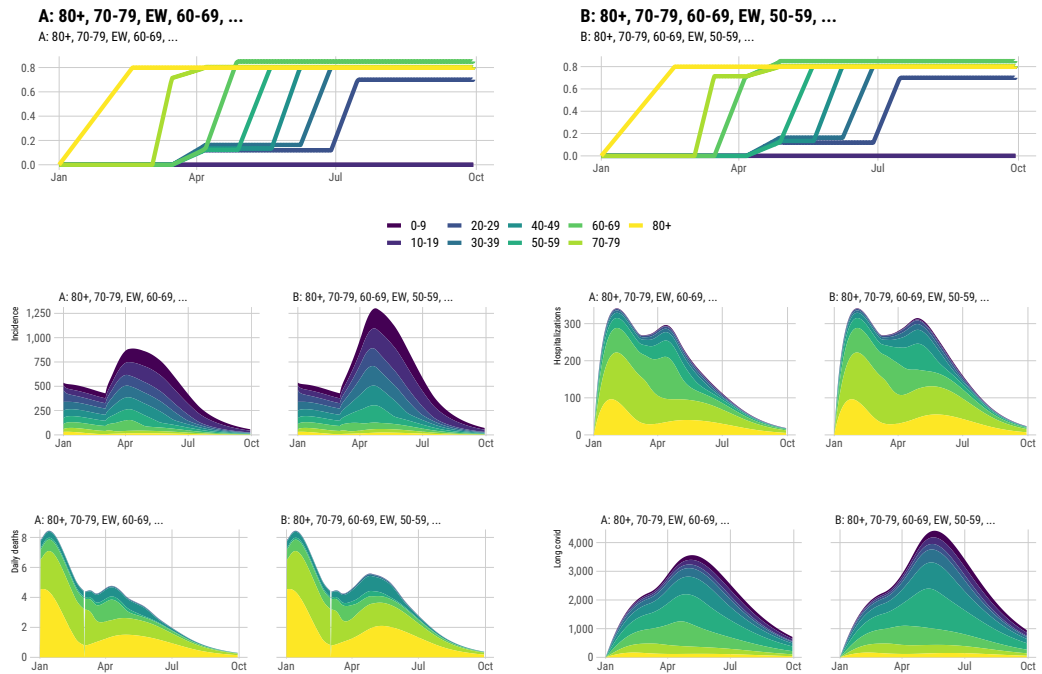 A: 80+, 70-79, EW, 60-69, ...
A: 80+, 70-79, EW, 60-69, ...
0.8
0.6
0.4
0.2
0.0
Jan Apr Jul Oct
B: 80+, 70-79, 60-69, EW, 50-59, ...
B: 80+, 70-79, 60-69, EW, 50-59, ...
0.8
0.6
0.4
0.2
0.0
Jan Apr Jul Oct
0-9 20-29 40-49 60-69 80+
10-19 30-39 50-59 70-79
A: 80+, 70-79, EW, 60-69, ...
Incidence
1,250
1,000
750
500
250
0
Jan Apr Jul Oct
B: 80+, 70-79, 60-69, EW, 50-59, ...
Jan Apr Jul Oct
A: 80+, 70-79, EW, 60-69, ...
Hospitalizations
300
200
100
0
Jan Apr Jul Oct
B: 80+, 70-79, 60-69, EW, 50-59, ...
Jan Apr Jul Oct
A: 80+, 70-79, EW, 60-69, ...
Daily deaths
8
6
4
2
0
Jan Apr Jul Oct
B: 80+, 70-79, 60-69, EW, 50-59, ...
Jan Apr Jul Oct
A: 80+, 70-79, EW, 60-69, ...
Long covid
4,000
3,000
2,000
1,000
0
Jan Apr Jul Oct
B: 80+, 70-79, 60-69, EW, 50-59, ...
Jan Apr Jul Oct